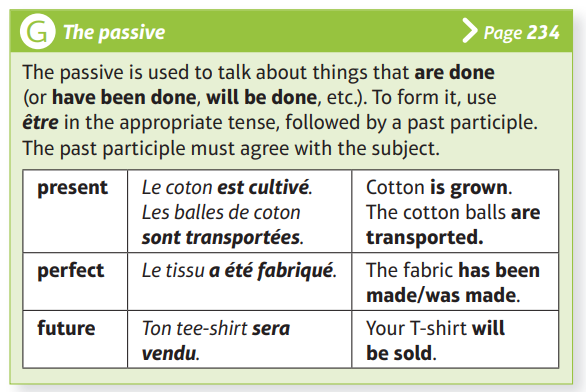 G The passive Page 234
The passive is used to talk about things that are done
(or have been done, will be done, etc.). To form it, use
être in the appropriate tense, followed by a past participle.
The past participle must agree with the subject.
present Le coton est cultivé. Cotton is grown.
Les balles de coton The cotton balls are
sont transportées. transported.
perfect Le tissu a été fabriqué. The fabric has been
made/was made.
future Ton tee-shirt sera Your T-shirt will
vendu. be sold.